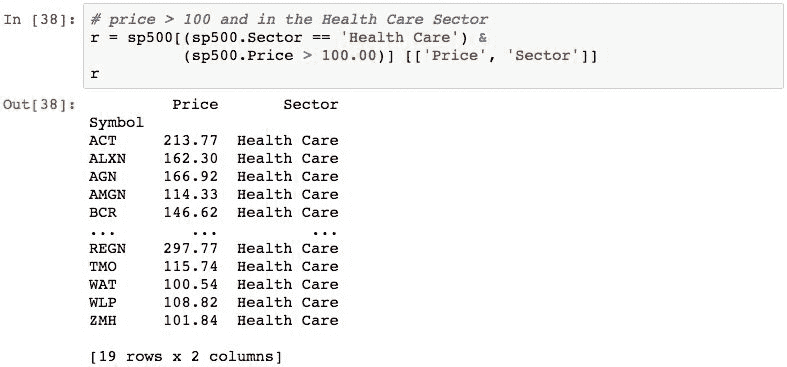 In [38]: # price > 100 and in the Health Care Sector
r = sp500[(sp500.Sector == 'Health Care') &
(sp500.Price > 100.00)] [['Price', 'Sector']]
r
Out[38]: Price Sector
Symbol
ACT 213.77 Health Care
ALXN 162.30 Health Care
AGN 166.92 Health Care
AMGN 114.33 Health Care
BCR 146.62 Health Care
... ... ...
REGN 297.77 Health Care
TMO 115.74 Health Care
WAT 100.54 Health Care
WLP 108.82 Health Care
ZMH 101.84 Health Care
[19 rows x 2 columns]